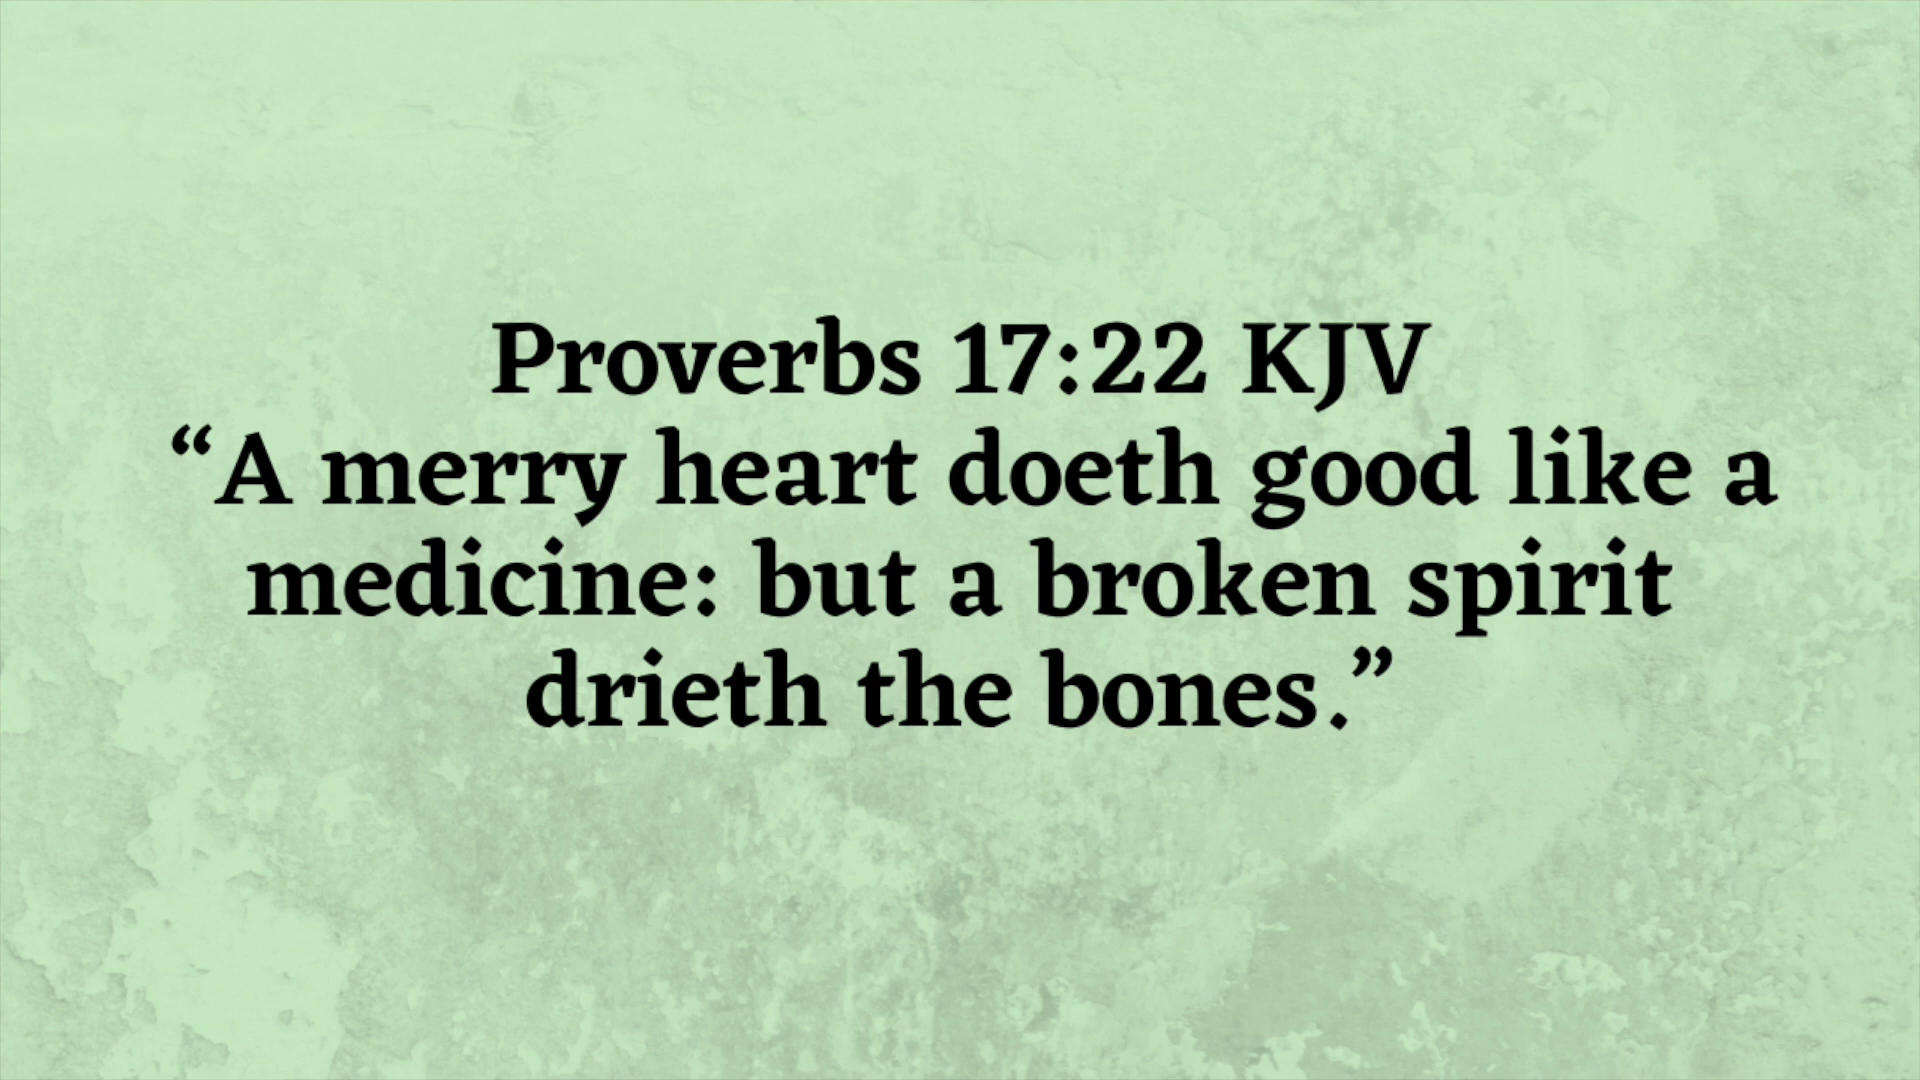 Proverbs 17:22 KJV
“A merry heart doeth good like a
medicine: but a broken spirit
drieth the bones.”